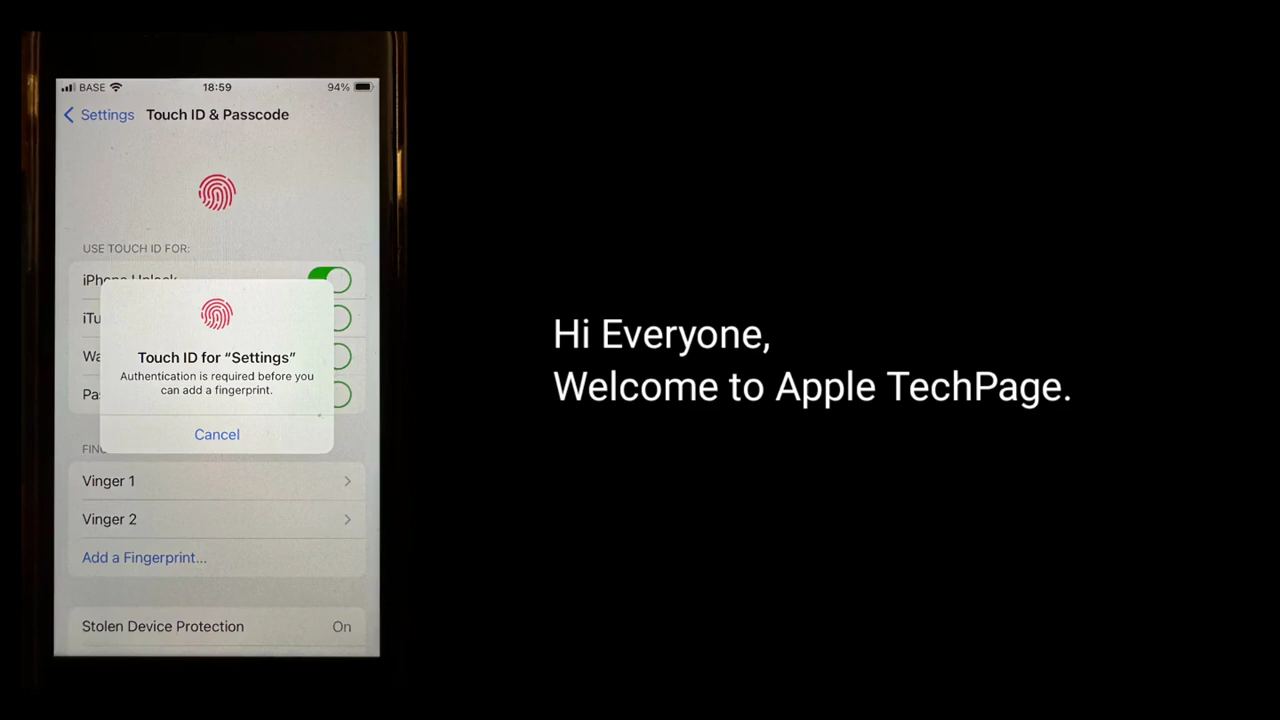 BASE 18:59 94%
Settings Touch ID & Passcode
USE TOUCH ID FOR:
iPhone Unlock
Touch ID for “Settings”
Authentication is required before you
can add a fingerprint.
Cancel
Vinger 1
Vinger 2
Add a Fingerprint...
Stolen Device Protection On
Hi Everyone,
Welcome to Apple TechPage.